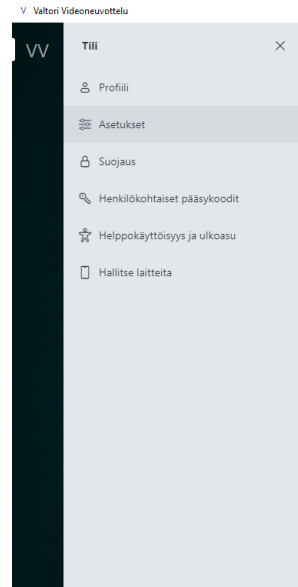 V Valtori Videoneuvottelu
VV
Tili
Profiili
Asetukset
Suojaus
Henkilökohtaiset pääsykoodit
Helppokäyttöisyys ja ulkoasu
Hallitse laitteita